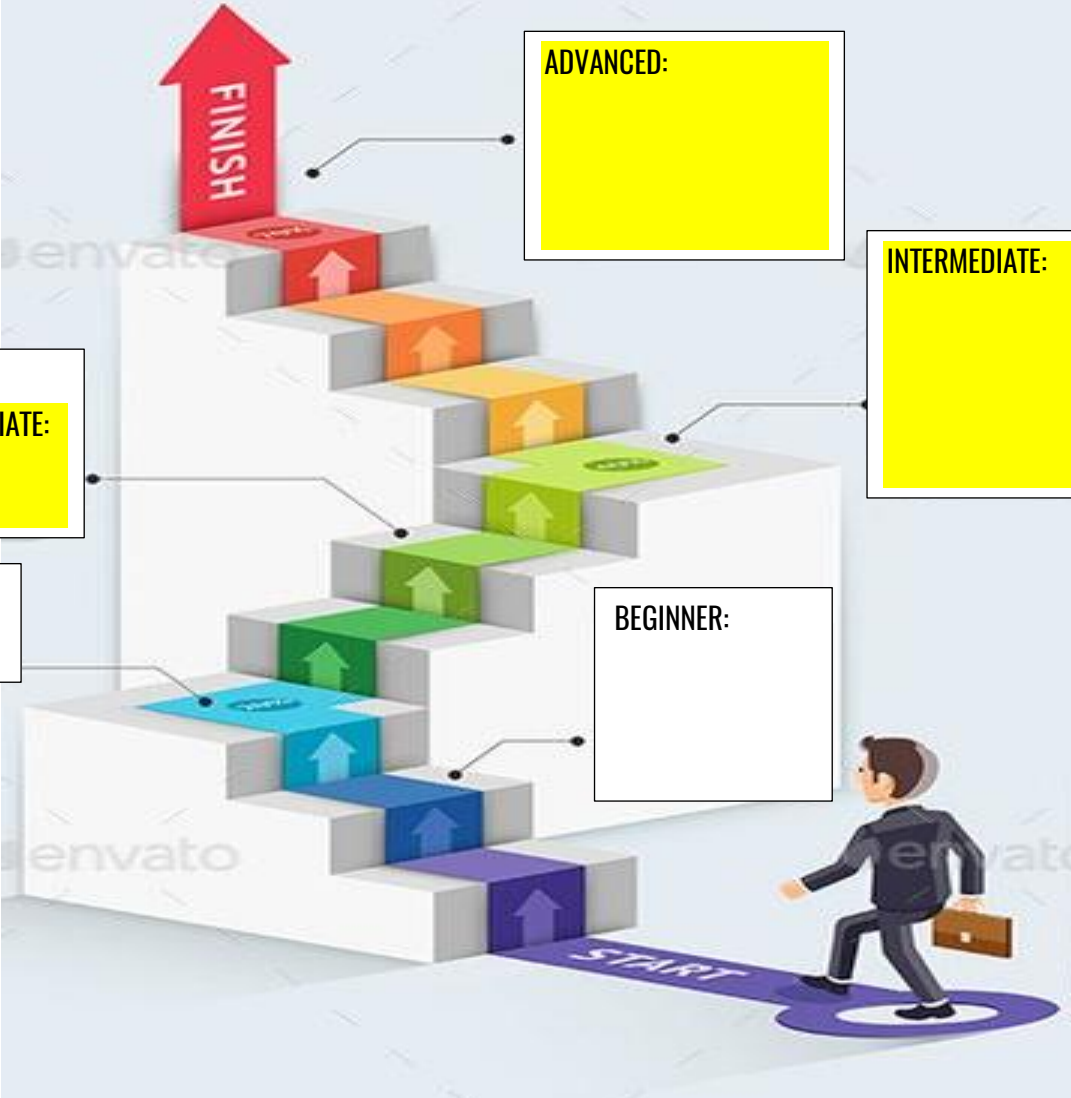 FINISH
ADVANCED:
INTERMEDIATE:
envato
IATE:
BEGINNER:
envato
envato
START